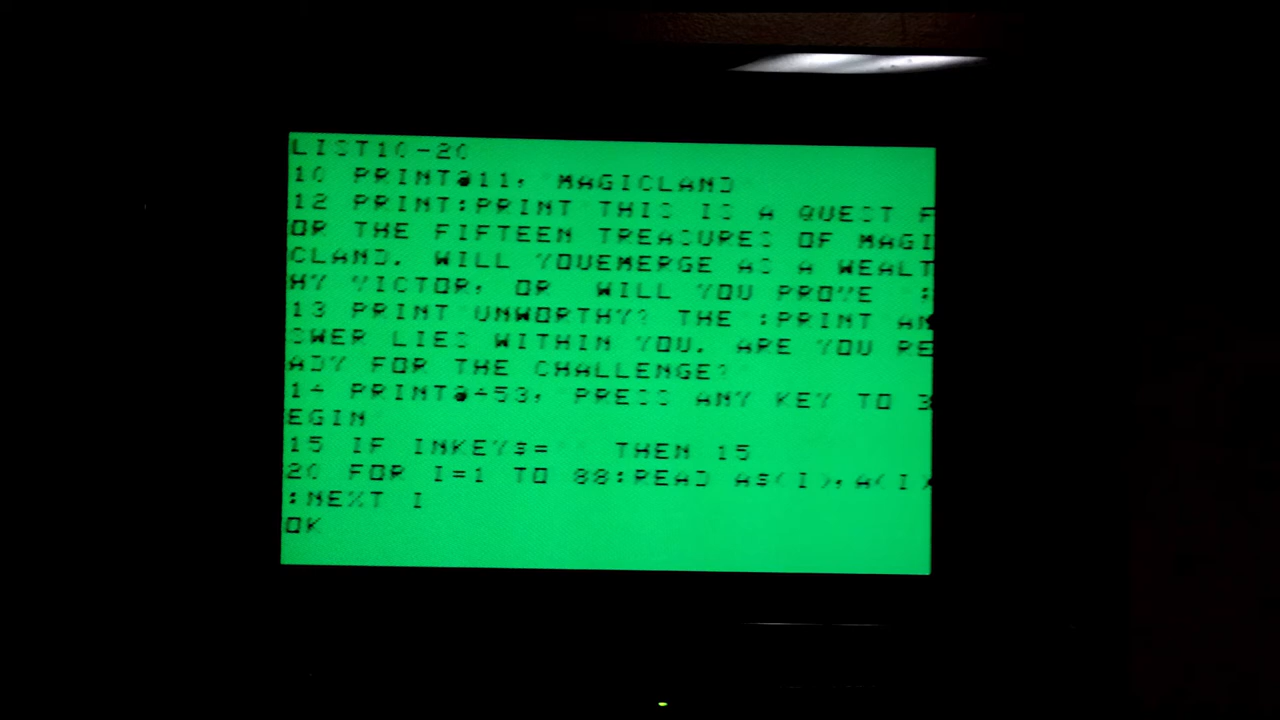 LIST10-20
10 PRINT@11, "MAGICLAND"
12 PRINT:PRINT"THIS IS A QUEST F
OR THE FIFTEEN TREASURES OF MAGI
CLAND. WILL YOUEMERGE AS A WEALT
HY VICTOR, OR  WILL YOU PROVE ":
13 PRINT"UNWORTHY? THE":PRINT"AN
SWER LIES WITHIN YOU. ARE YOU RE
ADY FOR THE CHALLENGE?"
14 PRINT@453,"PRESS ANY KEY TO B
EGIN"
15 IF INKEY$="" THEN 15
20 FOR I=1 TO 88:READ A$(I),A(I)
:NEXT I
OK